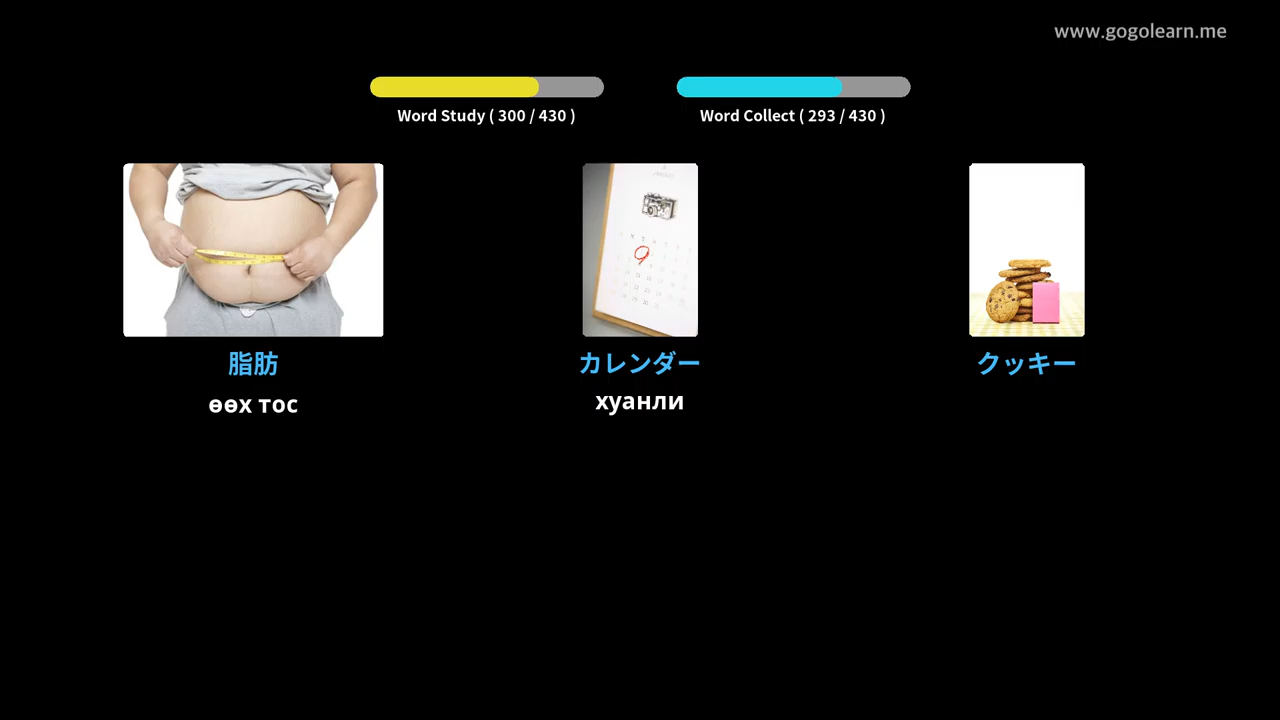 www.gogolearn.me
Word Study ( 300 / 430 )
Word Collect ( 293 / 430 )
脂肪
カレンダー
クッキー
өөх тос
хуанли